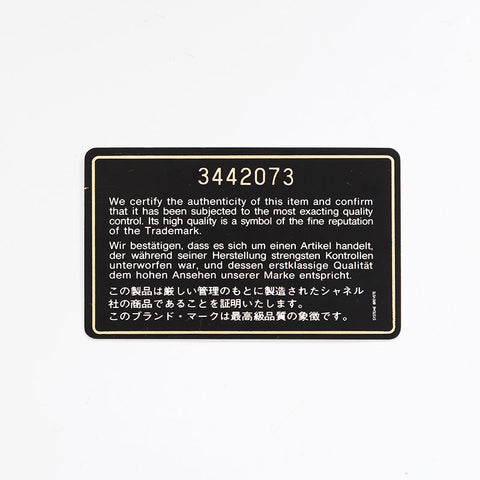 3442073
We certify the authenticity of this item and confirm
that it has been subjected to the most exacting quality
control. Its high quality is a symbol of the fine reputation
of the Trademark.
Wir bestätigen, dass es sich um einen Artikel handelt,
der während seiner Herstellung strengsten Kontrollen
unterworfen war, und dessen erstklassige Qualität
dem hohen Ansehen unserer Marke entspricht.
この製品は厳しい管理のもとに製造されたシャネル
社の商品であることを証明いたします。
このブランド・マークは最高級品質の象徴です。